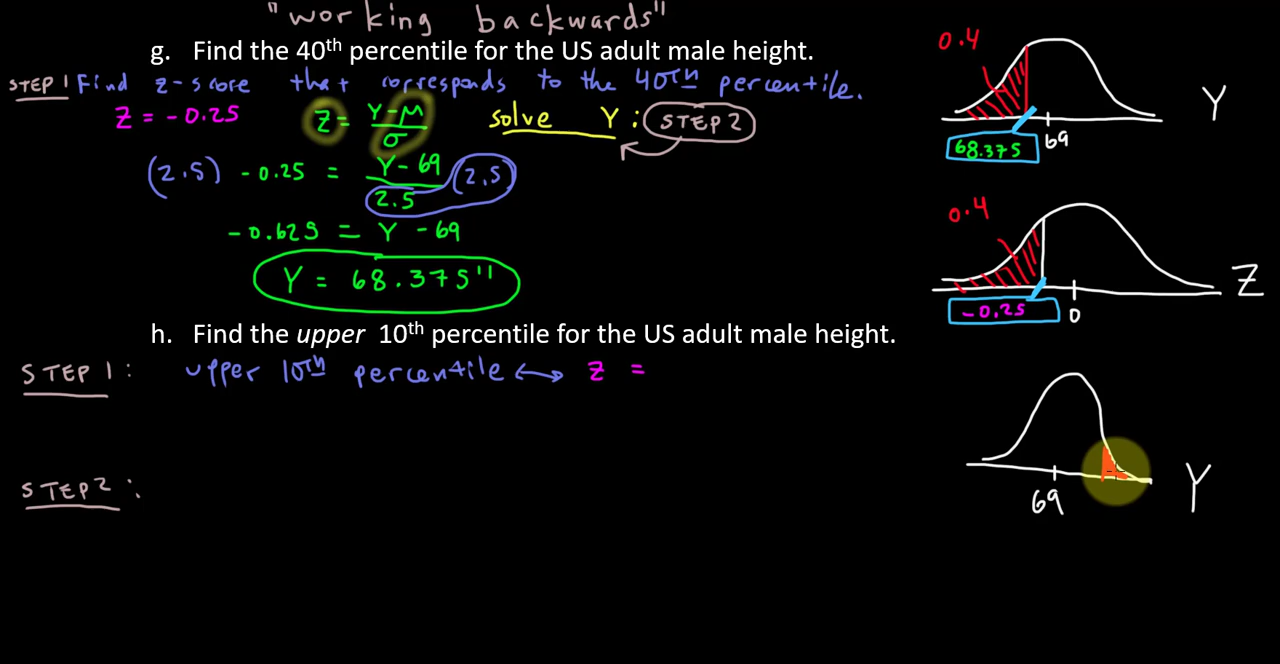 "working backwards"
g. Find the 40th percentile for the US adult male height.
STEP 1 Find z-score that corresponds to the 40th percentile.
Z = -0.25
Z = Y-μ / σ
solve Y: STEP 2
(2.5) -0.25 = Y-69 / 2.5 (2.5)
-0.625 = Y -69
Y = 68.375"
0.4
68.375
69
Y
0.4
-0.25
0
Z
h. Find the upper 10th percentile for the US adult male height.
STEP 1: upper 10th percentile ↔ Z =
69
Y
STEP 2: